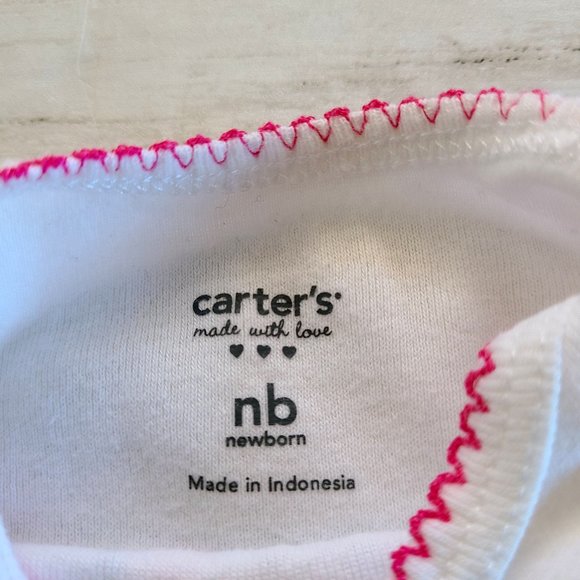 carter's
made with love
nb
newborn
Made in Indonesia